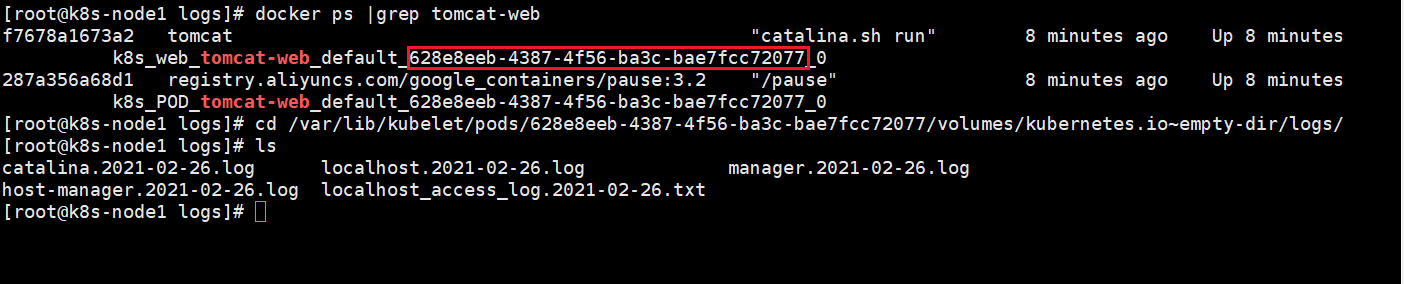 [root@k8s-node1 logs]# docker ps |grep tomcat-web
f7678a1673a2   tomcat                                               "catalina.sh run"        8 minutes ago    Up 8 minutes
          k8s_web_tomcat-web_default_628e8eeb-4387-4f56-ba3c-bae7fcc72077_0
287a356a68d1   registry.aliyuncs.com/google_containers/pause:3.2    "/pause"                 8 minutes ago    Up 8 minutes
          k8s_POD_tomcat-web_default_628e8eeb-4387-4f56-ba3c-bae7fcc72077_0
[root@k8s-node1 logs]# cd /var/lib/kubelet/pods/628e8eeb-4387-4f56-ba3c-bae7fcc72077/volumes/kubernetes.io~empty-dir/logs/
[root@k8s-node1 logs]# ls
catalina.2021-02-26.log      localhost.2021-02-26.log             manager.2021-02-26.log
host-manager.2021-02-26.log  localhost_access_log.2021-02-26.txt
[root@k8s-node1 logs]#